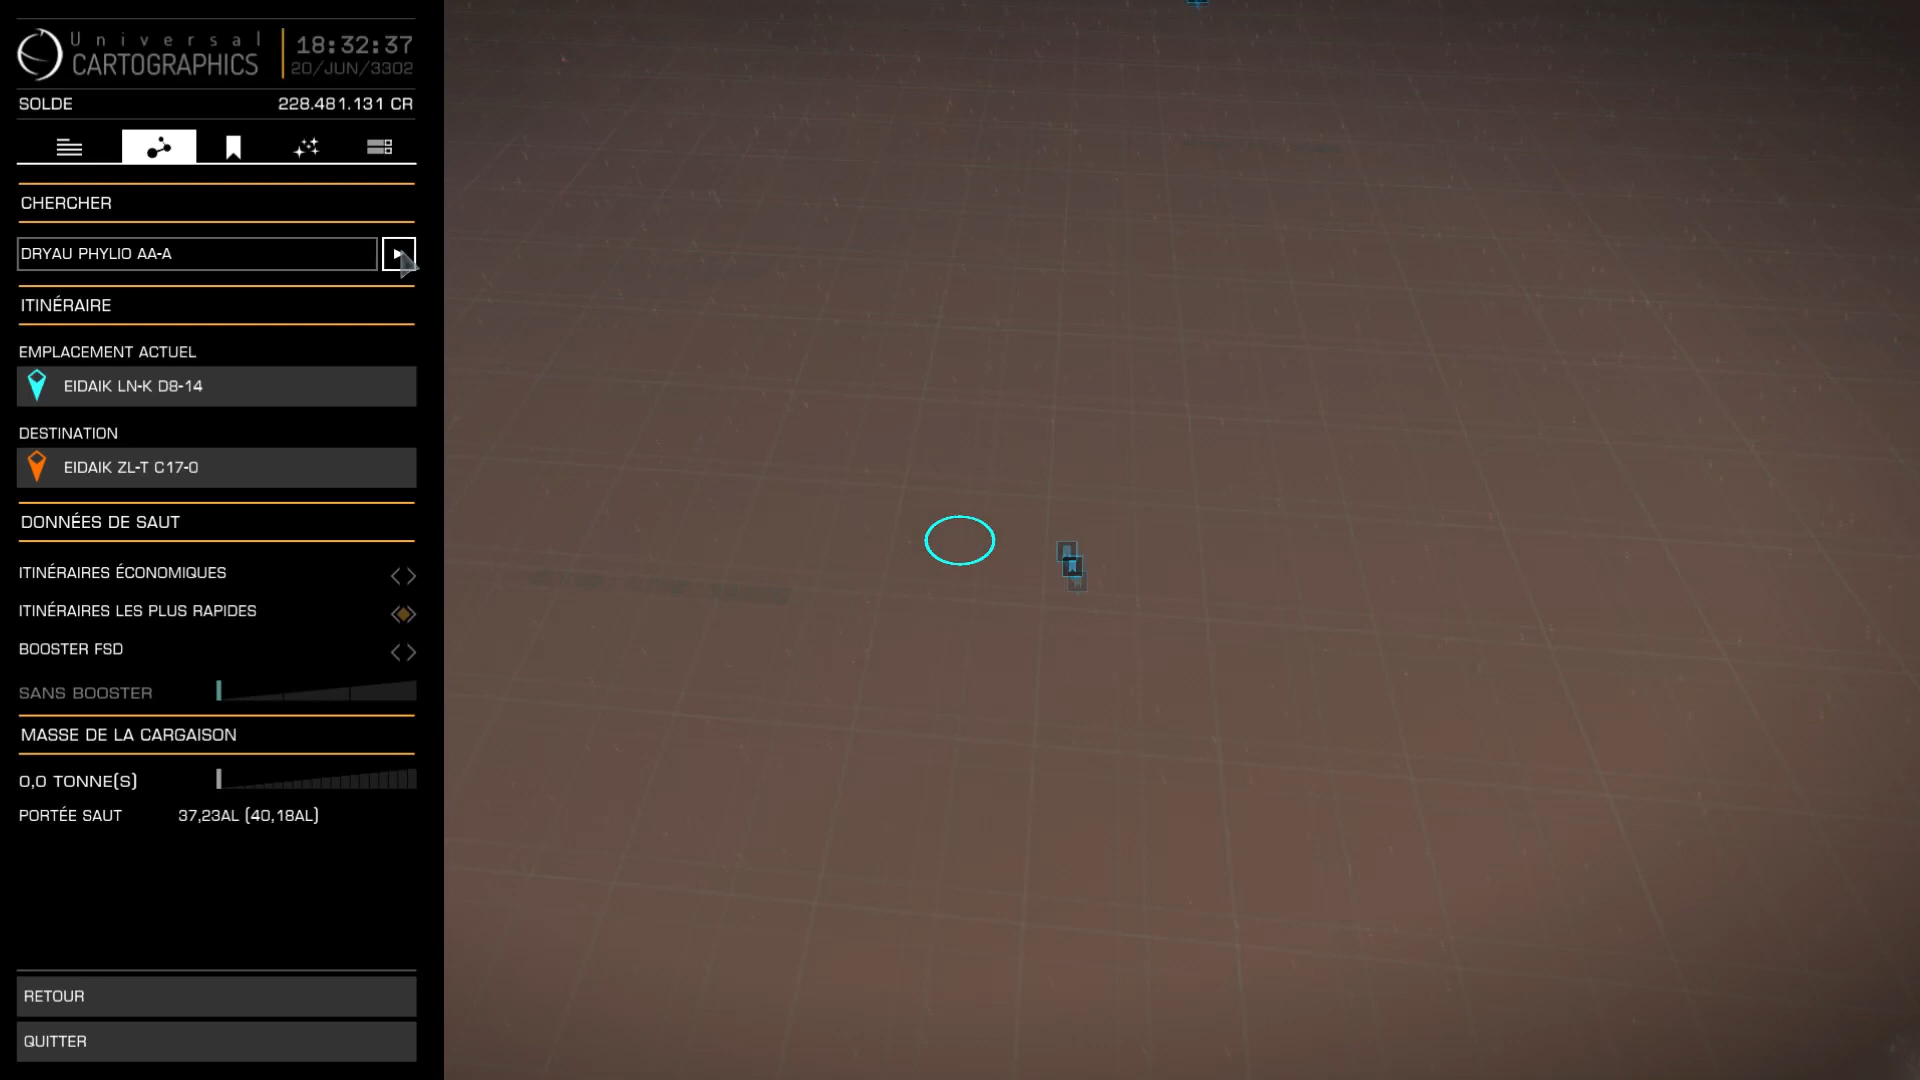 Universal
CARTOGRAPHICS
18:32:37
20/JUN/3302
SOLDE 228.481.131 CR
CHERCHER
DRYAU PHYLIO AA-A
ITINÉRAIRE
EMPLACEMENT ACTUEL
EIDAIK LN-K D8-14
DESTINATION
EIDAIK ZL-T C17-0
DONNÉES DE SAUT
ITINÉRAIRES ÉCONOMIQUES
ITINÉRAIRES LES PLUS RAPIDES
BOOSTER FSD
SANS BOOSTER
MASSE DE LA CARGAISON
0,0 TONNE(S)
PORTÉE SAUT 37,23AL (40,18AL)
RETOUR
QUITTER